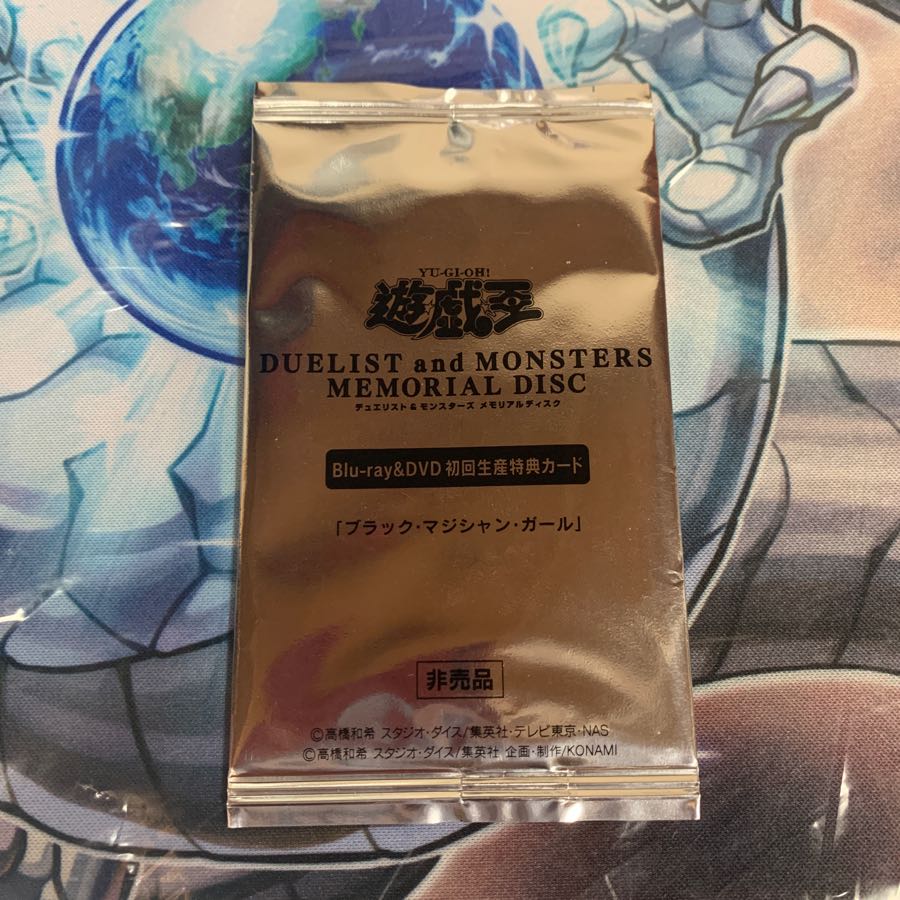 YU-GI-OH!
遊戯王
DUELIST and MONSTERS
MEMORIAL DISC
デュエリスト&モンスターズ メモリアルディスク
Blu-ray&DVD 初回生産特典カード
「ブラック・マジシャン・ガール」
非売品
©高橋和希 スタジオ・ダイス/集英社・テレビ東京・NAS
©高橋和希 スタジオ・ダイス/集英社 企画・制作/KONAMI